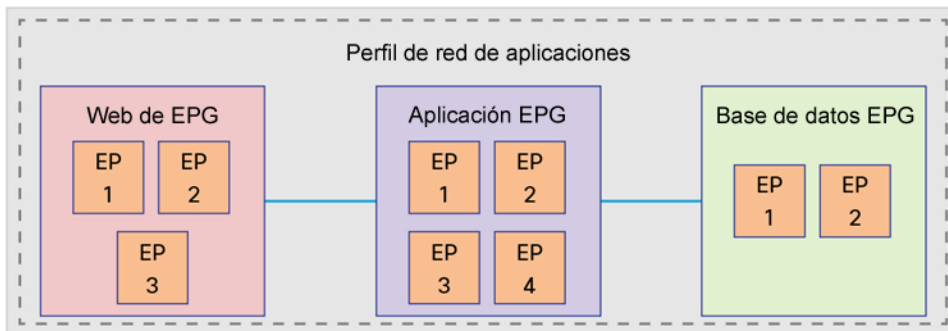 Perfil de red de aplicaciones
Web de EPG
EP
1
EP
2
EP
3
Aplicación EPG
EP
1
EP
2
EP
3
EP
4
Base de datos EPG
EP
1
EP
2